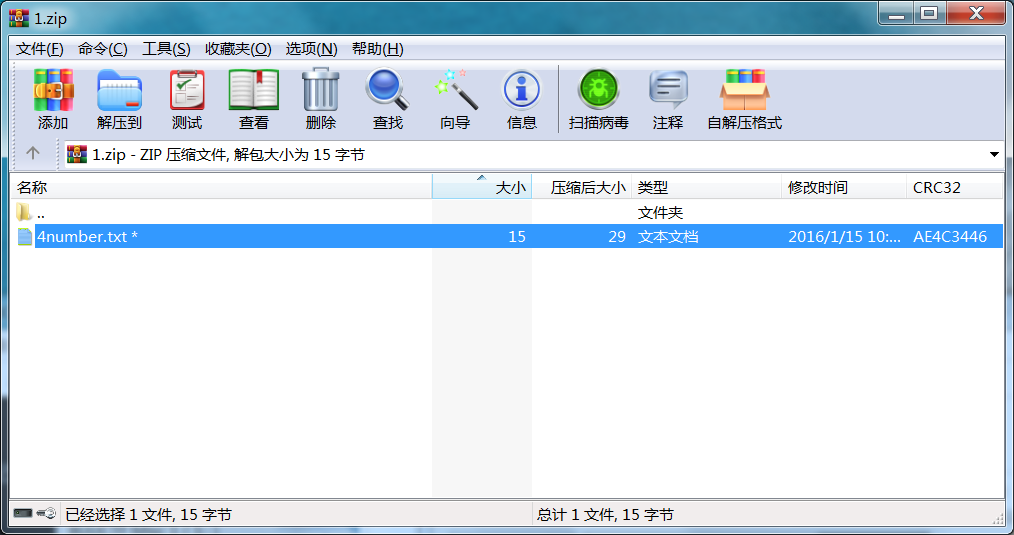 1.zip
文件(F) 命令(C) 工具(S) 收藏夹(O) 选项(N) 帮助(H)
添加 解压到 测试 查看 删除 查找 向导 信息 扫描病毒 注释 自解压格式
1.zip - ZIP 压缩文件, 解包大小为 15 字节
名称 大小 压缩后大小 类型 修改时间 CRC32
.. 文件夹
4number.txt * 15 29 文本文档 2016/1/15 10:... AE4C3446
已经选择 1 文件, 15 字节 总计 1 文件, 15 字节